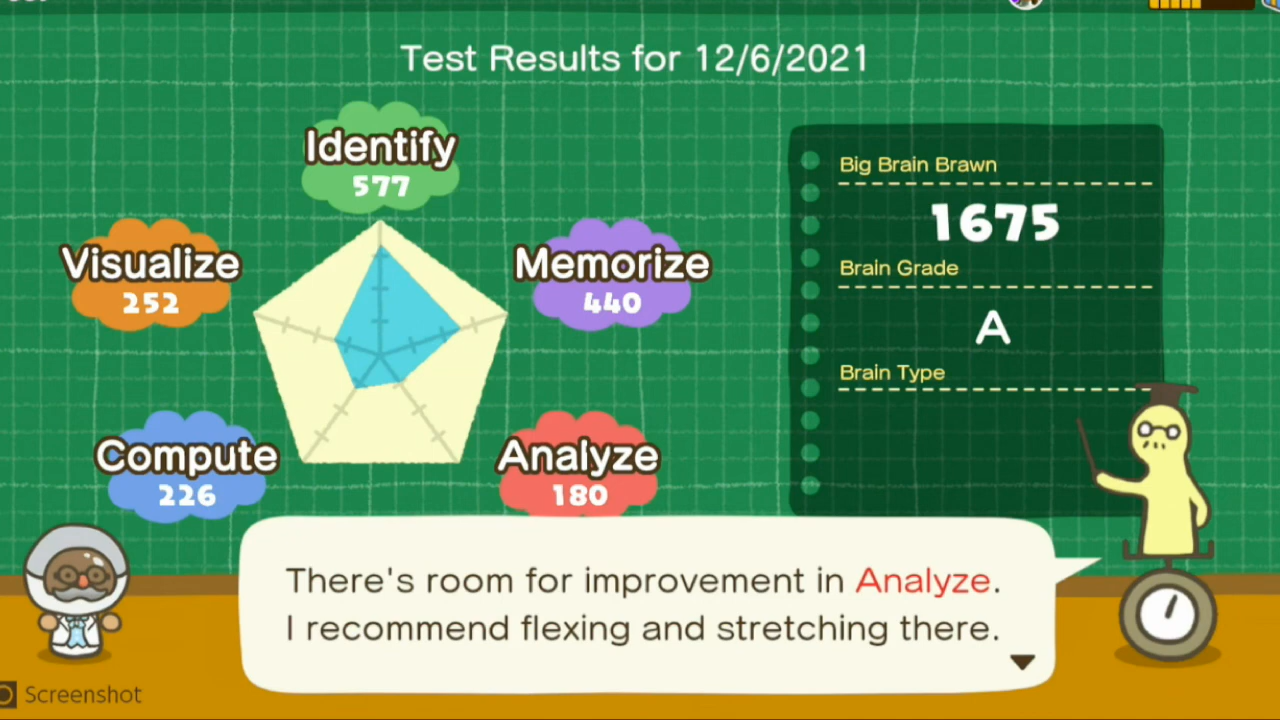 Test Results for 12/6/2021
Identify
577
Visualize
252
Memorize
440
Compute
226
Analyze
180
Big Brain Brawn
1675
Brain Grade
A
Brain Type
There's room for improvement in Analyze.
I recommend flexing and stretching there.
Screenshot